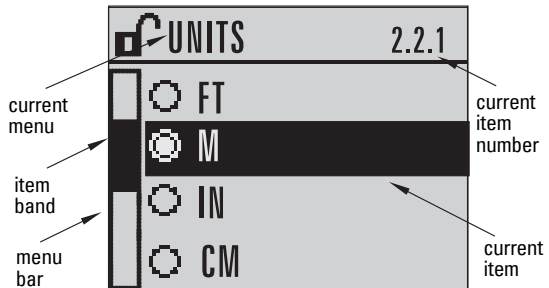 UNITS 2.2.1
FT
M
IN
CM
current
menu
item
band
menu
bar
current
item
number
current
item